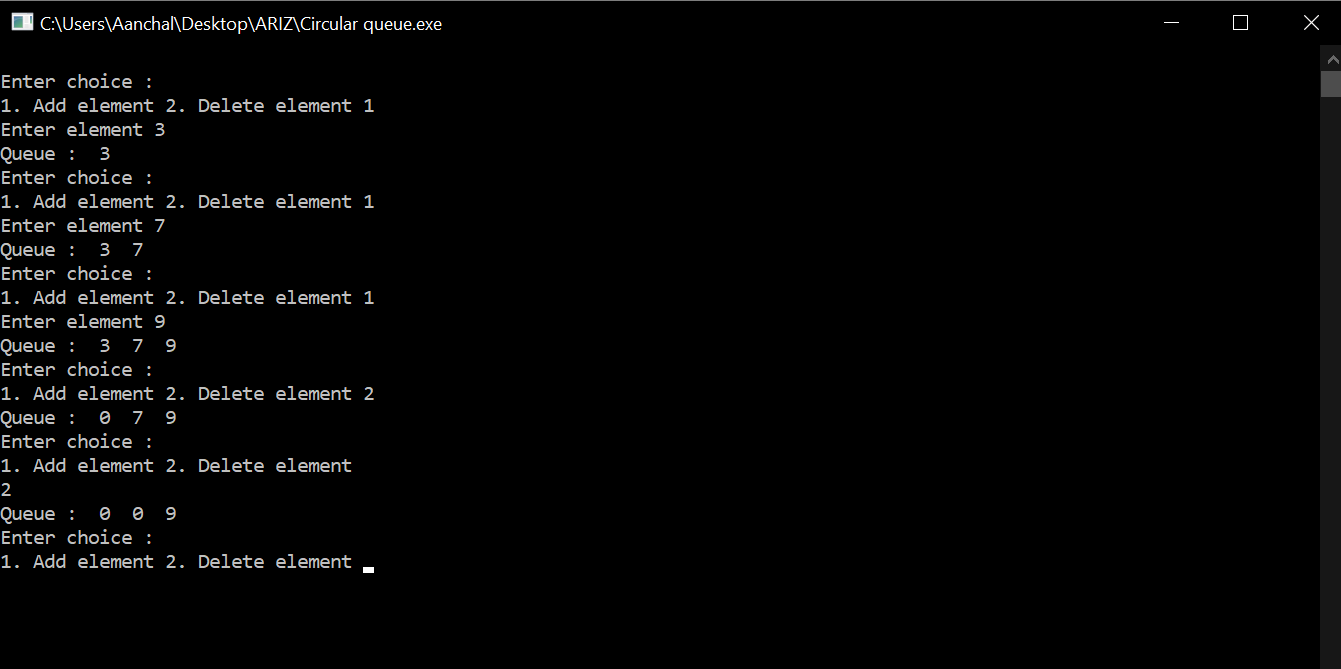 C:\Users\Aanchal\Desktop\ARIZ\Circular queue.exe
Enter choice :
1. Add element 2. Delete element 1
Enter element 3
Queue :  3
Enter choice :
1. Add element 2. Delete element 1
Enter element 7
Queue :  3  7
Enter choice :
1. Add element 2. Delete element 1
Enter element 9
Queue :  3  7  9
Enter choice :
1. Add element 2. Delete element 2
Queue :  0  7  9
Enter choice :
1. Add element 2. Delete element
2
Queue :  0  0  9
Enter choice :
1. Add element 2. Delete element